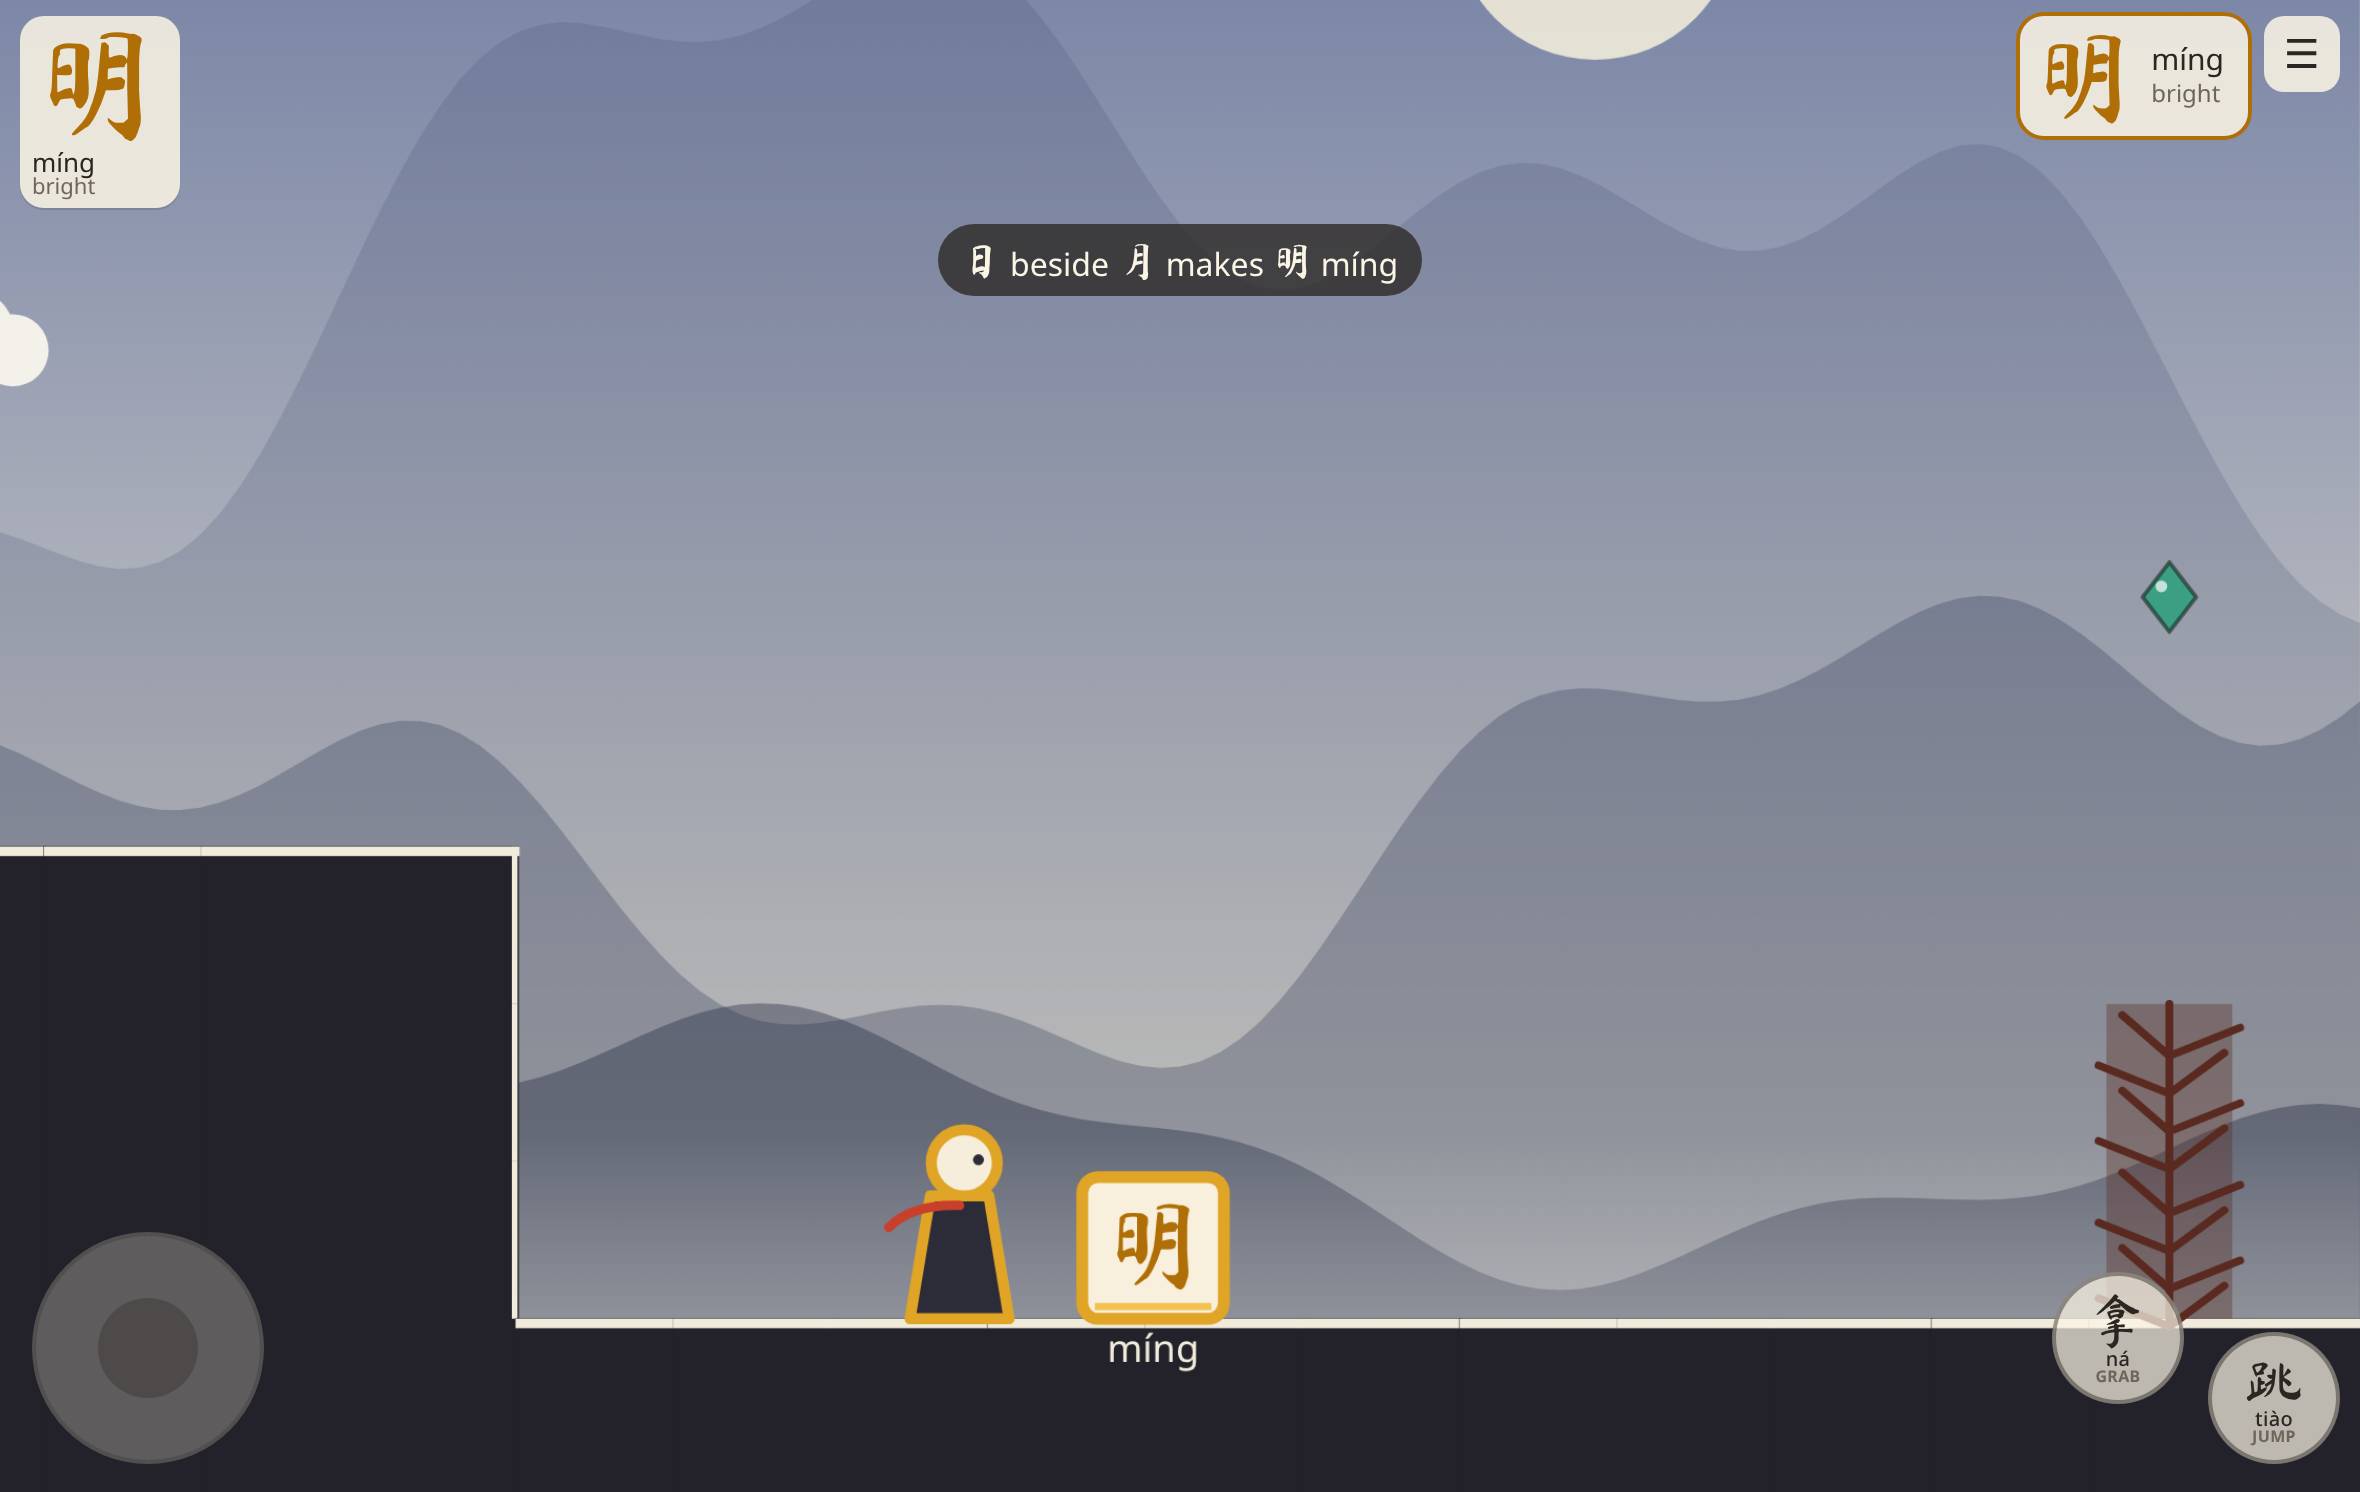 明
míng
bright
明
míng
bright
☰
日 beside 月 makes 明 míng
明
míng
拿
ná
GRAB
跳
tiào
JUMP